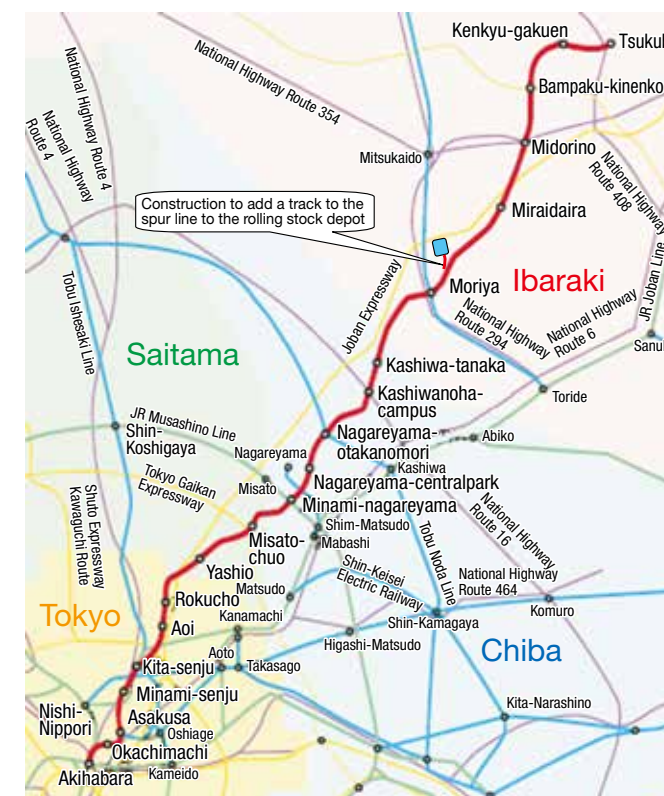 Kenkyu-gakuen
Tsukul
Bampaku-kinenko
National Highway Route 354
National Highway Route 4
National Highway
Route 4
Mitsukaido
Midorino
National Highway
Route 408
Construction to add a track to the
spur line to the rolling stock depot
Miraidaira
Ibaraki
Moriya
JR Joban Line
Tobu Ishesaki Line
Joban Expressway
National Highway
Route 294
National Highway
Route 6
Sanu
Saitama
Kashiwa-tanaka
Kashiwanoha-
campus
Toride
JR Musashino Line
Shin-
Koshigaya
Nagareyama-
otakanomori
Abiko
Nagareyama
Kashiwa
Tokyo Gaikan
Expressway
Misato
Nagareyama-centralpark
Minami-nagareyama
Shuto Expressway
Kawaguchi Route
Misato-
chuo
Shim-Matsudo
Mabashi
Tobu Noda Line
National Highway
Route 16
Yashio
Shin-Keisei
Electric Railway
National Highway
Route 464
Matsudo
Rokucho
Kanamachi
Komuro
Tokyo
Aoi
Shin-Kamagaya
Higashi-Matsudo
Chiba
Kita-senju
Aoto
Takasago
Minami-senju
Nishi-
Nippori
Asakusa
Oshiage
Kita-Narashino
Okachimachi
Akihabara
Kameido